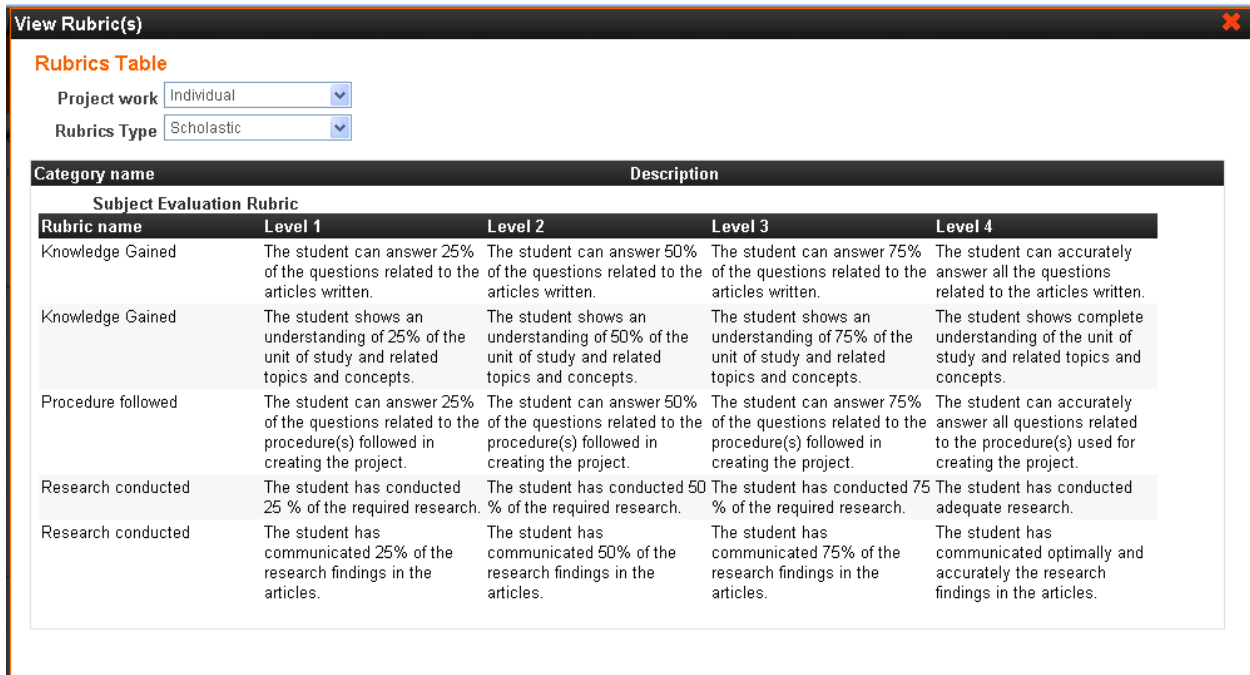 View Rubric(s)
Rubrics Table
Project work Individual
Rubrics Type Scholastic
Category name Description
Subject Evaluation Rubric
Rubric name Level 1 Level 2 Level 3 Level 4
Knowledge Gained The student can answer 25% The student can answer 50% The student can answer 75% The student can accurately
of the questions related to the of the questions related to the of the questions related to the answer all the questions
articles written. articles written. articles written. related to the articles written.
Knowledge Gained The student shows an The student shows an The student shows an The student shows complete
understanding of 25% of the understanding of 50% of the understanding of 75% of the understanding of the unit of
unit of study and related unit of study and related unit of study and related study and related topics and
topics and concepts. topics and concepts. topics and concepts. concepts.
Procedure followed The student can answer 25% The student can answer 50% The student can answer 75% The student can accurately
of the questions related to the of the questions related to the of the questions related to the answer all questions related
procedure(s) followed in procedure(s) followed in procedure(s) followed in to the procedure(s) used for
creating the project. creating the project. creating the project. creating the project.
Research conducted The student has conducted The student has conducted 50 The student has conducted 75 The student has conducted
25 % of the required research. % of the required research. % of the required research. adequate research.
Research conducted The student has The student has The student has The student has
communicated 25% of the communicated 50% of the communicated 75% of the communicated optimally and
research findings in the research findings in the research findings in the accurately the research
articles. articles. articles. findings in the articles.